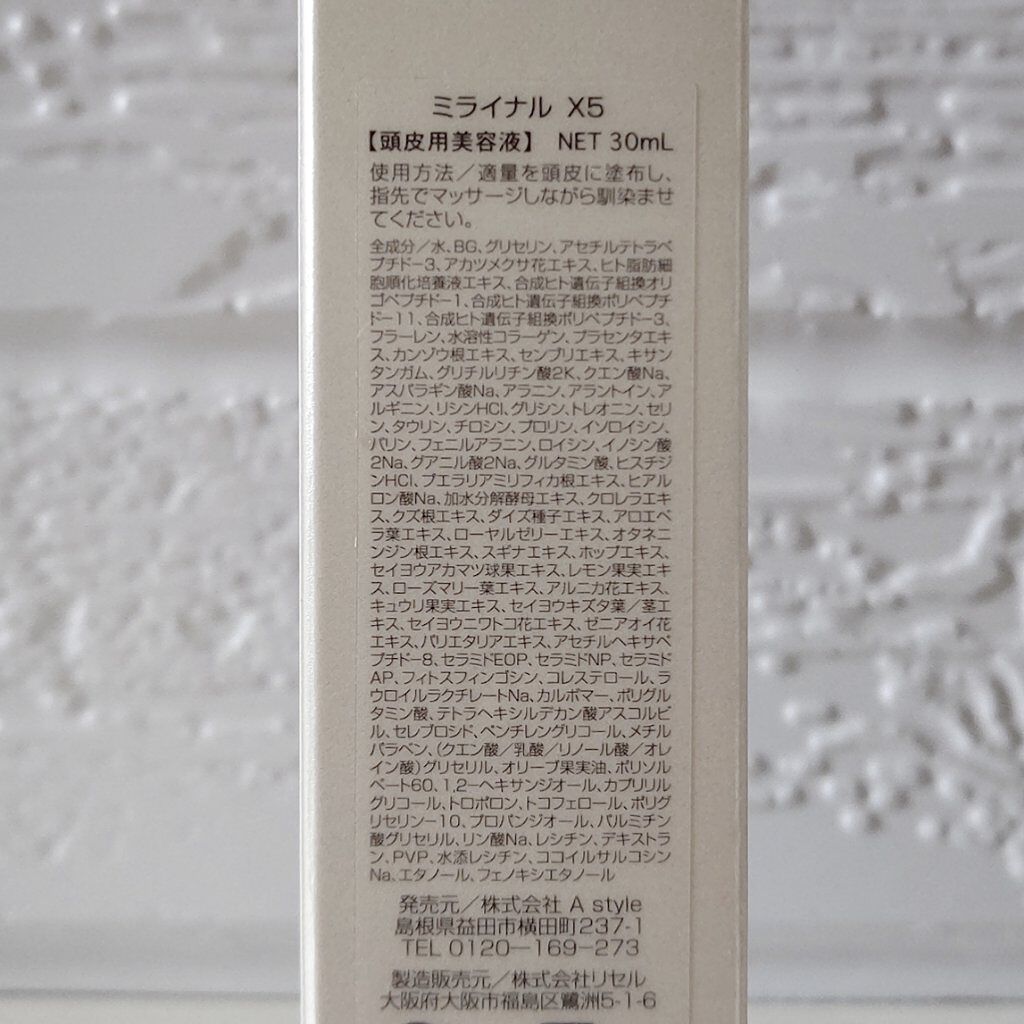 ミライナル X5
【頭皮用美容液】 NET 30mL
使用方法／適量を頭皮に塗布し、
指先でマッサージしながら馴染ませ
てください。
全成分／水、BG、グリセリン、アセチルテトラペ
プチド-3、アカツメクサ花エキス、ヒト脂肪細
胞順化培養液エキス、合成ヒト遺伝子組換オリ
ゴペプチド-1、合成ヒト遺伝子組換ポリペプチ
ド-11、合成ヒト遺伝子組換ポリペプチド-3、
フラーレン、水溶性コラーゲン、プラセンタエキ
ス、カンゾウ根エキス、センブリエキス、キサン
タンガム、グリチルリチン酸2K、クエン酸Na、
アスパラギン酸Na、アラニン、アラントイン、ア
ルギニン、リシンHCl、グリシン、トレオニン、セリ
ン、タウリン、チロシン、プロリン、イソロイシン、
バリン、フェニルアラニン、ロイシン、イノシン酸
2Na、グアニル酸2Na、グルタミン酸、ヒスチジ
ンHCl、プエラリアミリフィカ根エキス、ヒアル
ロン酸Na、加水分解酵母エキス、クロレラエキ
ス、クズ根エキス、ダイズ種子エキス、アロエベ
ラ葉エキス、ローヤルゼリーエキス、オタネニ
ンジン根エキス、スギナエキス、ホップエキス、
セイヨウアカマツ球果エキス、レモン果実エキ
ス、ローズマリー葉エキス、アルニカ花エキス、
キュウリ果実エキス、セイヨウキズタ葉／茎エ
キス、セイヨウニワトコ花エキス、ゼニアオイ花
エキス、パリエタリアエキス、アセチルヘキサペ
プチド-8、セラミドEOP、セラミドNP、セラミド
AP、フィトスフィンゴシン、コレステロール、ラ
ウロイルラクチレートNa、カルボマー、ポリグル
タミン酸、テトラヘキシルデカン酸アスコルビ
ル、セレブロシド、ペンチレングリコール、メチル
パラベン、(クエン酸／乳酸／リノール酸／オレ
イン酸)グリセリル、オリーブ果実油、ポリソル
ベート60、1,2-ヘキサンジオール、カプリリル
グリコール、トロポロン、トコフェロール、ポリグ
リセリン-10、プロパンジオール、パルミチン
酸グリセリル、リン酸Na、レシチン、デキストラ
ン、PVP、水添レシチン、ココイルサルコシン
Na、エタノール、フェノキシエタノール
発売元／株式会社 A style
島根県益田市横田町237-1
TEL 0120―169-273
製造販売元／株式会社リセル
大阪府大阪市福島区鷺洲5-1-6